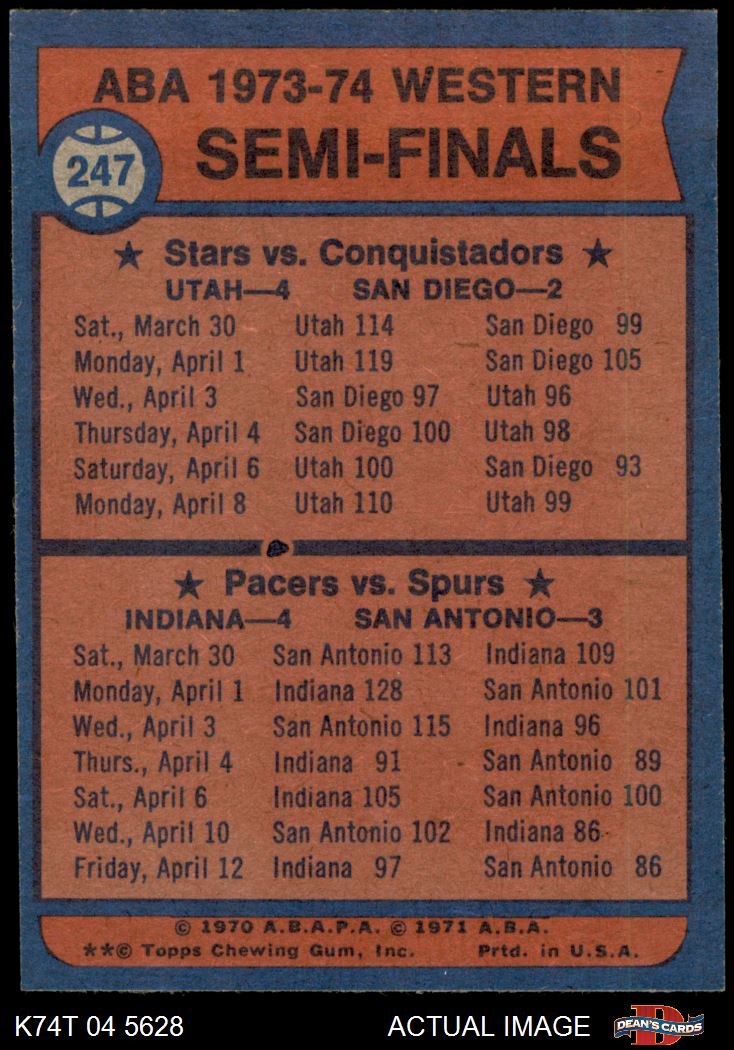 ABA 1973-74 WESTERN
SEMI-FINALS
247
★ Stars vs. Conquistadors ★
UTAH—4 SAN DIEGO—2
Sat., March 30 Utah 114 San Diego 99
Monday, April 1 Utah 119 San Diego 105
Wed., April 3 San Diego 97 Utah 96
Thursday, April 4 San Diego 100 Utah 98
Saturday, April 6 Utah 100 San Diego 93
Monday, April 8 Utah 110 Utah 99
★ Pacers vs. Spurs ★
INDIANA—4 SAN ANTONIO—3
Sat., March 30 San Antonio 113 Indiana 109
Monday, April 1 Indiana 128 San Antonio 101
Wed., April 3 San Antonio 115 Indiana 96
Thurs., April 4 Indiana 91 San Antonio 89
Sat., April 6 Indiana 105 San Antonio 100
Wed., April 10 San Antonio 102 Indiana 86
Friday, April 12 Indiana 97 San Antonio 86
© 1970 A.B.A.P.A. © 1971 A.B.A.
**© Topps Chewing Gum, Inc. Prtd. in U.S.A.
K74T 04 5628 ACTUAL IMAGE D DEAN'S CARDS